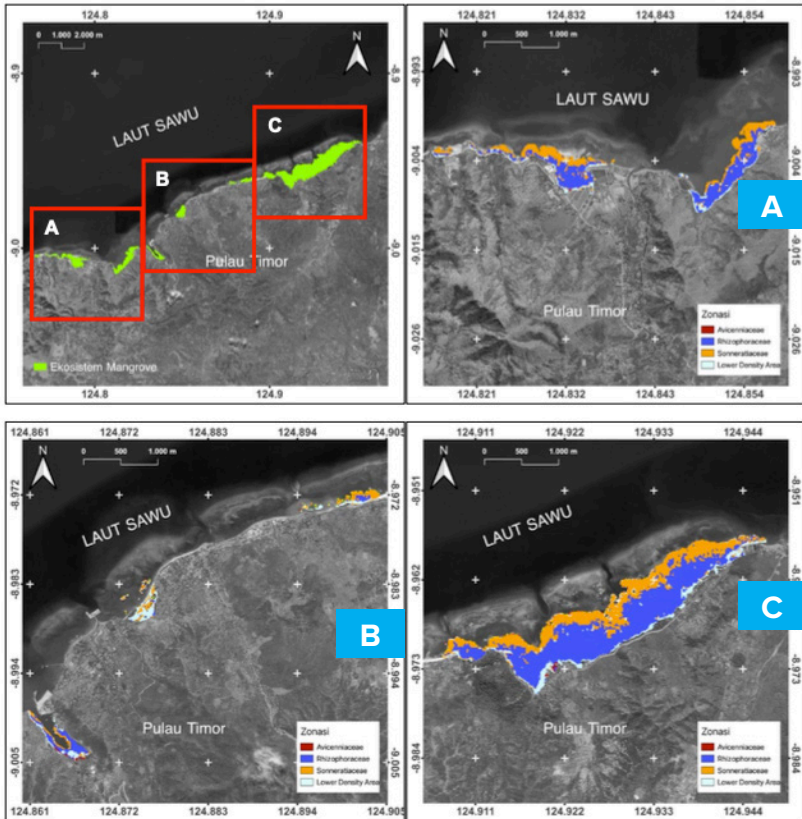 124.8 124.9
0 1.000 2.000 m
N
-8.9 -8.9
LAUT SAWU
C
B
A
-9.0 -9.0
Pulau Timor
Ekosistem Mangrove
124.8 124.9
124.821 124.832 124.843 124.854
0 500 1.000 m
N
-8.993 -8.993
LAUT SAWU
-9.004 -9.004
A
-9.015 -9.015
Pulau Timor
Zonasi
Avicenniaceae
Rhizophoraceae
Sonneratiaceae
Lower Density Area
-9.026 -9.026
124.821 124.832 124.843 124.854
124.861 124.872 124.883 124.894 124.905
N
0 500 1.000 m
-8.972 -8.972
LAUT SAWU
-8.983 -8.983
B
-8.994 -8.994
Pulau Timor
Zonasi
Avicenniaceae
Rhizophoraceae
Sonneratiaceae
Lower Density Area
-9.005 -9.005
124.861 124.872 124.883 124.894 124.905
124.911 124.922 124.933 124.944
N
0 500 1.000 m
-8.951 -8.951
LAUT SAWU
-8.962
C
-8.973 -8.973
Pulau Timor
Zonasi
Avicenniaceae
Rhizophoraceae
Sonneratiaceae
Lower Density Area
-8.984 -8.984
124.911 124.922 124.933 124.944